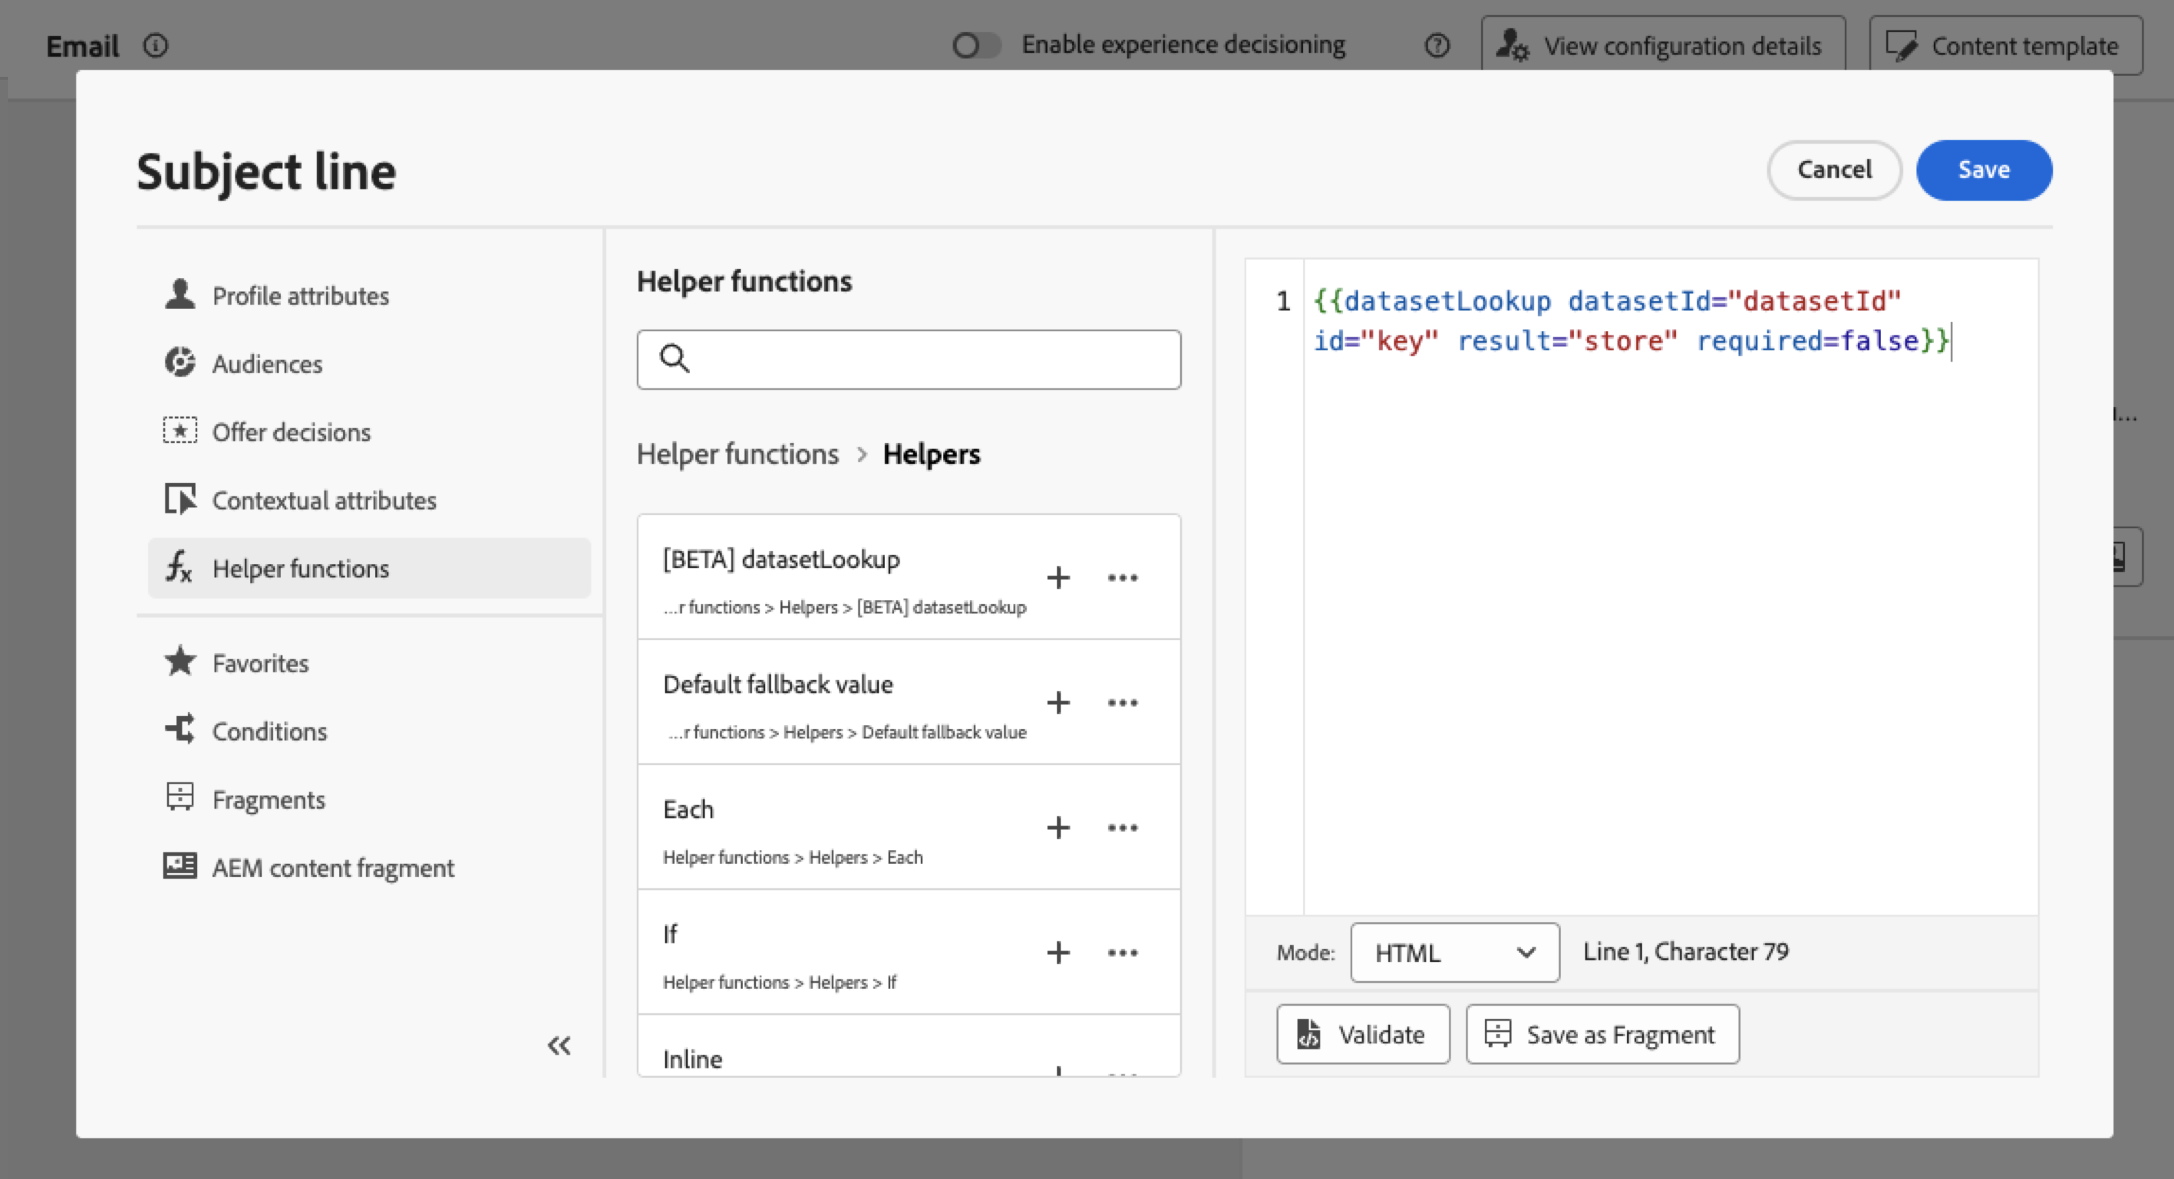 Email
Enable experience decisioning
View configuration details
Content template
Subject line
Cancel
Save
Profile attributes
Audiences
Offer decisions
Contextual attributes
Helper functions
Favorites
Conditions
Fragments
AEM content fragment
Helper functions
Helper functions > Helpers
[BETA] datasetLookup
...r functions > Helpers > [BETA] datasetLookup
Default fallback value
...r functions > Helpers > Default fallback value
Each
Helper functions > Helpers > Each
If
Helper functions > Helpers > If
Inline
1 {{datasetLookup datasetId="datasetId"
id="key" result="store" required=false}}
Mode: HTML Line 1, Character 79
Validate
Save as Fragment